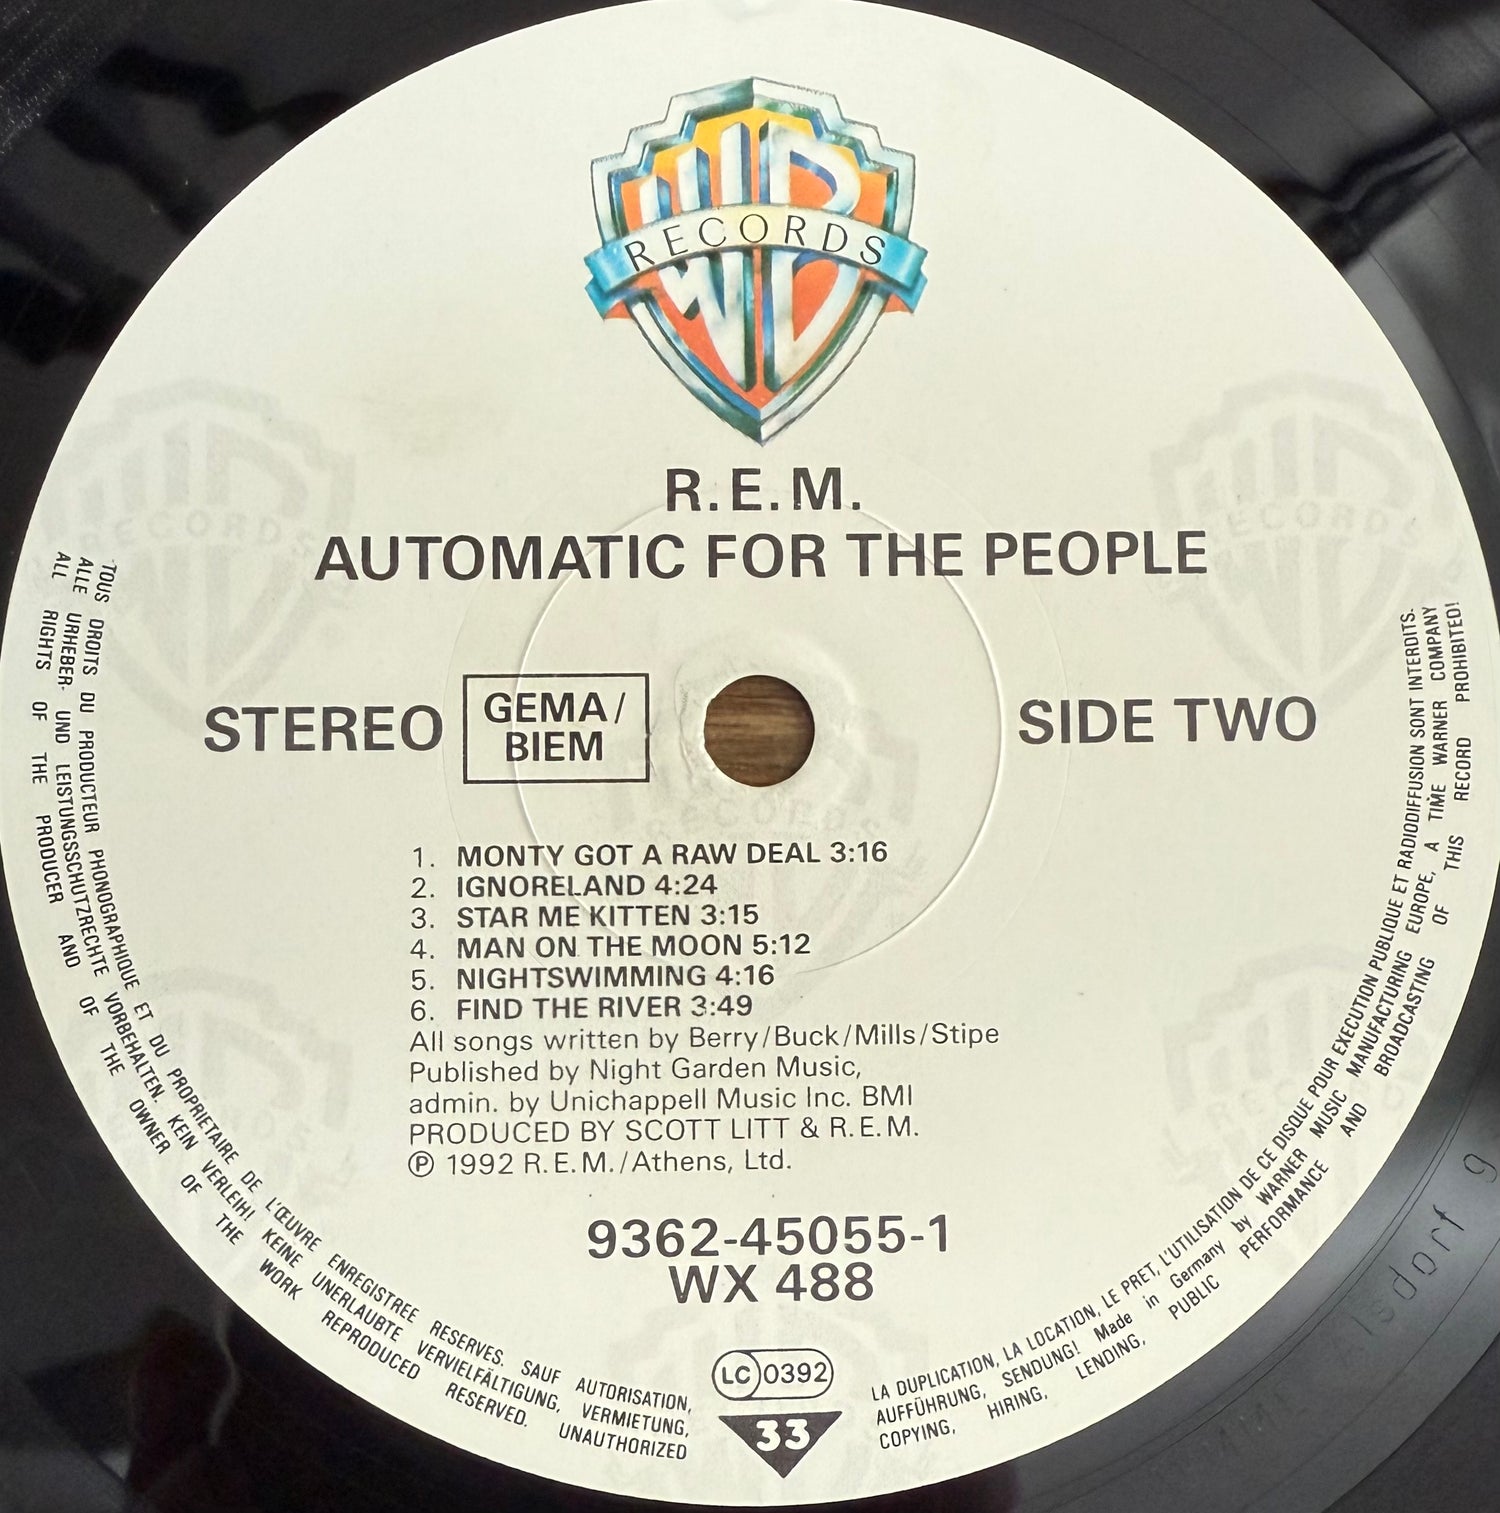 RECORDS
R.E.M.
AUTOMATIC FOR THE PEOPLE
STEREO
GEMA/
BIEM
SIDE TWO
1. MONTY GOT A RAW DEAL 3:16
2. IGNORELAND 4:24
3. STAR ME KITTEN 3:15
4. MAN ON THE MOON 5:12
5. NIGHTSWIMMING 4:16
6. FIND THE RIVER 3:49
All songs written by Berry/Buck/Mills/Stipe
Published by Night Garden Music,
admin. by Unichappell Music Inc. BMI
PRODUCED BY SCOTT LITT & R.E.M.
Ⓟ 1992 R.E.M./Athens, Ltd.
9362-45055-1
WX 488
LC 0392
33
TOUS DROITS DU PRODUCTEUR PHONOGRAPHIQUE ET DU PROPRIETAIRE DE L'ŒUVRE ENREGISTREE RESERVES. SAUF AUTORISATION, LA DUPLICATION, LA LOCATION, LE PRET, L'UTILISATION DE CE DISQUE POUR EXECUTION PUBLIQUE ET RADIODIFFUSION SONT INTERDITS.
ALLE URHEBER- UND LEISTUNGSSCHUTZRECHTE VORBEHALTEN. KEIN VERLEIH! KEINE UNERLAUBTE VERVIELFÄLTIGUNG, VERMIETUNG, AUFFÜHRUNG, SENDUNG! Made in Germany by WARNER MUSIC MANUFACTURING EUROPE, A TIME WARNER COMPANY
ALL RIGHTS OF THE PRODUCER AND OF THE OWNER OF THE WORK REPRODUCED RESERVED. UNAUTHORIZED COPYING, HIRING, LENDING, PUBLIC PERFORMANCE AND BROADCASTING OF THIS RECORD PROHIBITED!